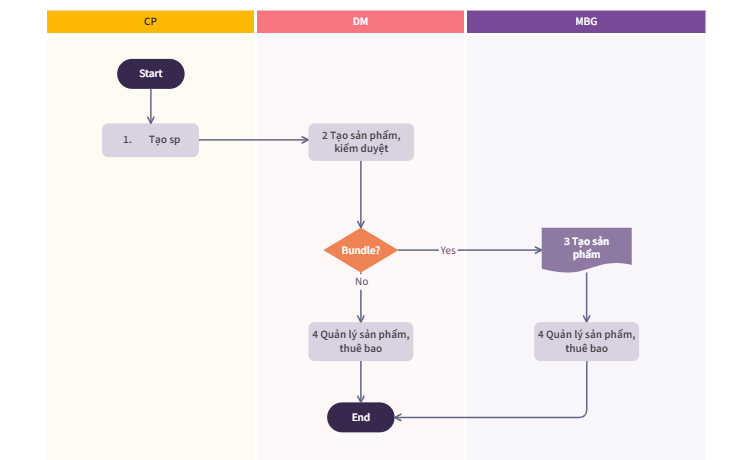 CP
DM
MBG
Start
1. Tạo sp
2 Tạo sản phẩm,
kiểm duyệt
Bundle?
Yes
3 Tạo sản
phẩm
No
4 Quản lý sản phẩm,
thuê bao
4 Quản lý sản phẩm,
thuê bao
End